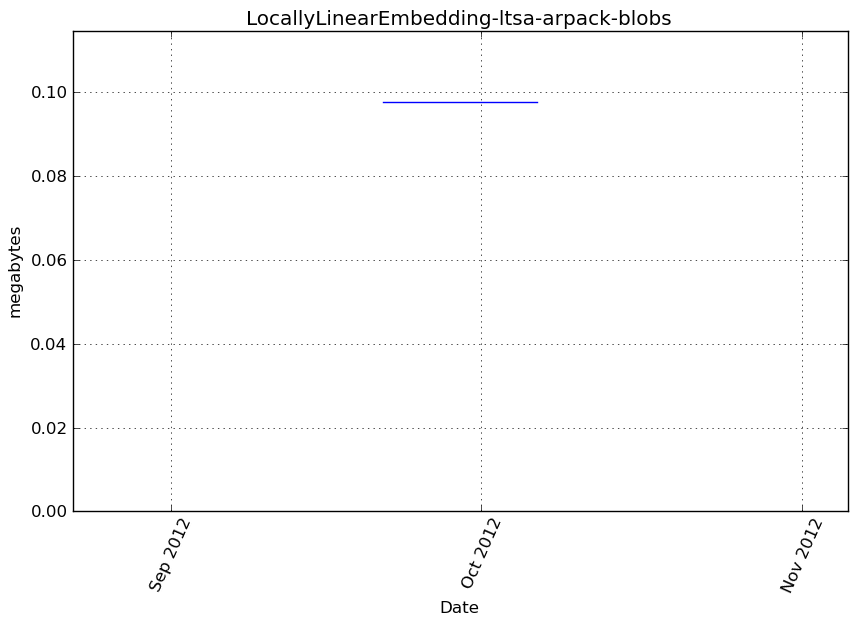 LocallyLinearEmbedding-ltsa-arpack-blobs
megabytes
0.10
0.08
0.06
0.04
0.02
0.00
Sep 2012
Oct 2012
Nov 2012
Date